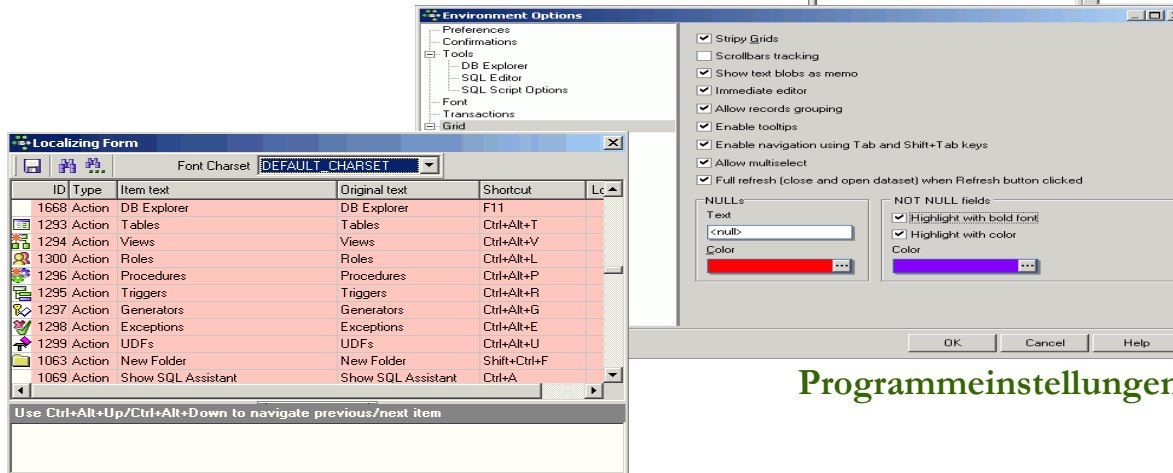 Environment Options
Preferences
Confirmations
Tools
DB Explorer
SQL Editor
SQL Script Options
Font
Transactions
Grid
Stripy Grids
Scrollbars tracking
Show text blobs as memo
Immediate editor
Allow records grouping
Enable tooltips
Enable navigation using Tab and Shift+Tab keys
Allow multiselect
Full refresh (close and open dataset) when Refresh button clicked
NULLs
Text
<null>
Color
NOT NULL fields
Highlight with bold font
Highlight with color
Color
OK Cancel Help
Localizing Form
Font Charset DEFAULT_CHARSET
ID Type Item text Original text Shortcut Lo
1668 Action DB Explorer DB Explorer F11
1293 Action Tables Tables Ctrl+Alt+T
1294 Action Views Views Ctrl+Alt+V
1300 Action Roles Roles Ctrl+Alt+L
1296 Action Procedures Procedures Ctrl+Alt+P
1295 Action Triggers Triggers Ctrl+Alt+R
1297 Action Generators Generators Ctrl+Alt+G
1298 Action Exceptions Exceptions Ctrl+Alt+E
1299 Action UDFs UDFs Ctrl+Alt+U
1063 Action New Folder New Folder Shift+Ctrl+F
1069 Action Show SQL Assistant Show SQL Assistant Ctrl+A
Use Ctrl+Alt+Up/Ctrl+Alt+Down to navigate previous/next item
Programmeinstellungen